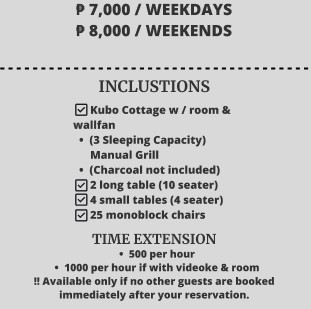 ₱ 7,000 / WEEKDAYS
₱ 8,000 / WEEKENDS
INCLUSTIONS
☑ Kubo Cottage w / room &
wallfan
• (3 Sleeping Capacity)
Manual Grill
• (Charcoal not included)
☑ 2 long table (10 seater)
☑ 4 small tables (4 seater)
☑ 25 monoblock chairs
TIME EXTENSION
• 500 per hour
• 1000 per hour if with videoke & room
!! Available only if no other guests are booked
immediately after your reservation.